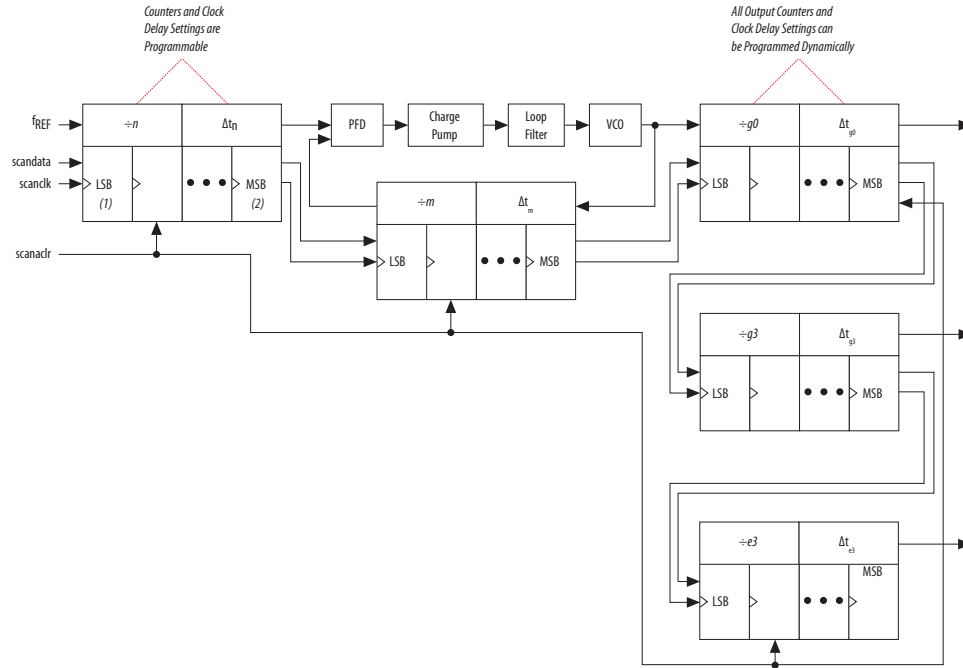 Counters and Clock
Delay Settings are
Programmable
All Output Counters and
Clock Delay Settings can
be Programmed Dynamically
fREF
÷n
Δtn
PFD
Charge
Pump
Loop
Filter
VCO
÷g0
Δtg0
scandata
scanclk
LSB
(1)
MSB
(2)
LSB
MSB
÷m
Δtm
scanaclr
LSB
MSB
÷g3
Δtg3
LSB
MSB
÷e3
Δte3
MSB
LSB